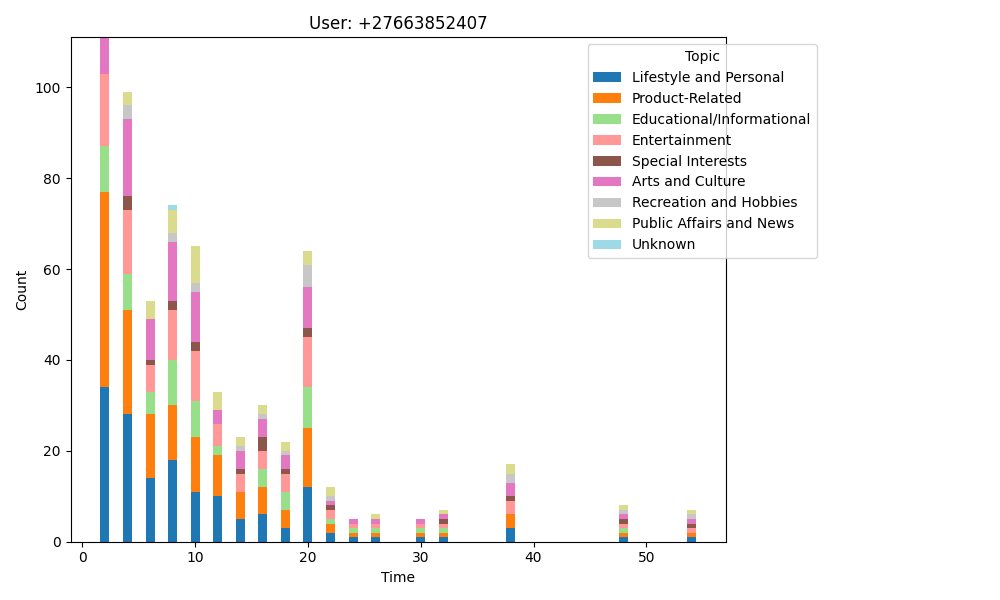 User: +27663852407
Topic
Lifestyle and Personal
Product-Related
Educational/Informational
Entertainment
Special Interests
Arts and Culture
Recreation and Hobbies
Public Affairs and News
Unknown
Count
100
80
60
40
20
0
0 10 20 30 40 50
Time